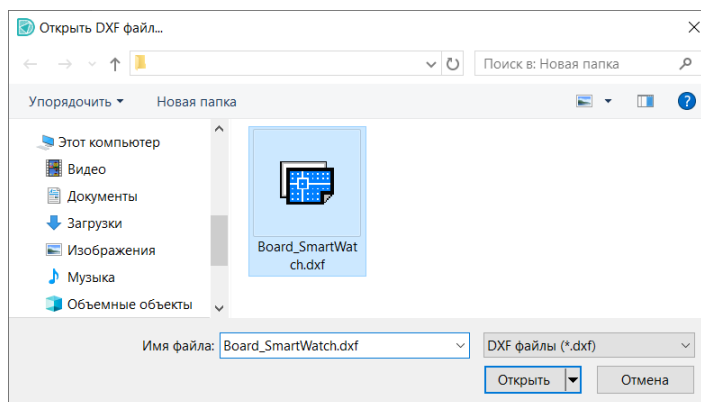 Открыть DXF файл...
Поиск в: Новая папка
Упорядочить
Новая папка
?
Этот компьютер
Видео
Документы
Загрузки
Изображения
Музыка
Объемные объекты
Board_SmartWat
ch.dxf
Имя файла: Board_SmartWatch.dxf
DXF файлы (*.dxf)
Открыть
Отмена